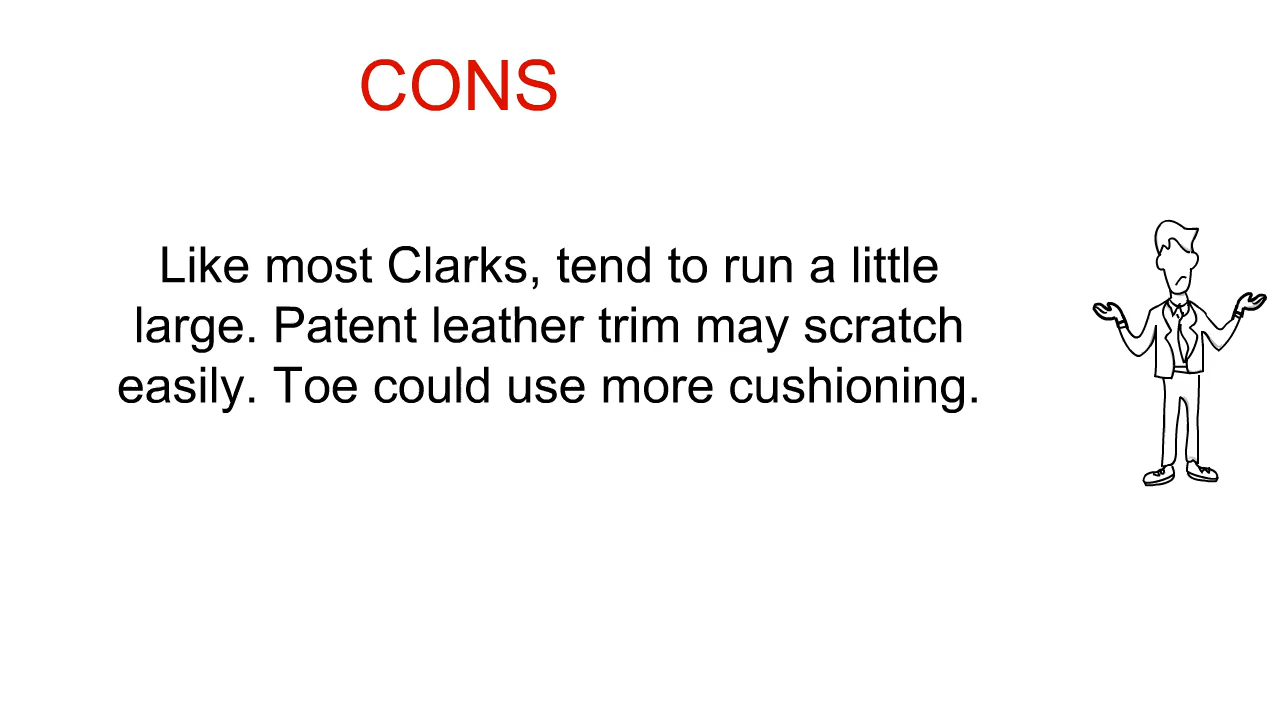 CONS
Like most Clarks, tend to run a little
large. Patent leather trim may scratch
easily. Toe could use more cushioning.